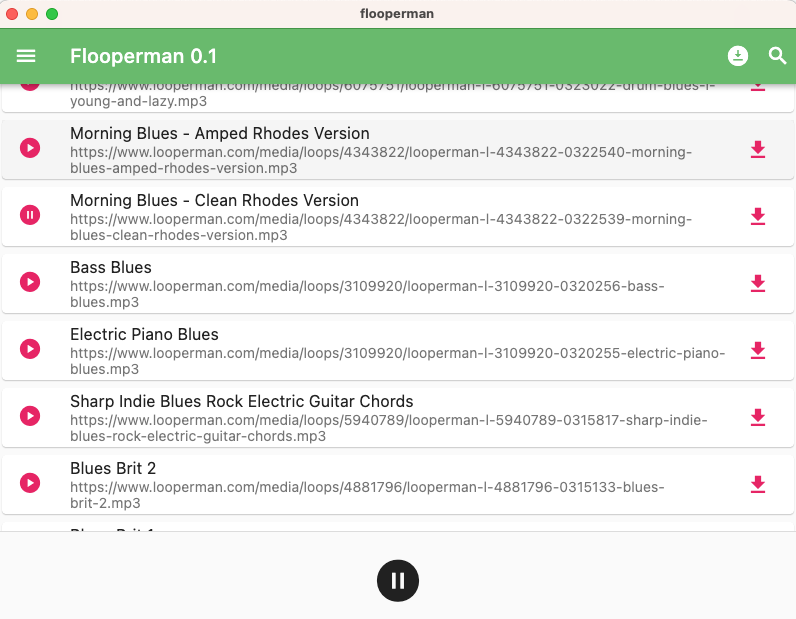 flooperman
Flooperman 0.1
https://www.looperman.com/media/loops/6075751/looperman-l-6075751-0323022-drum-blues-l-
young-and-lazy.mp3
Morning Blues - Amped Rhodes Version
https://www.looperman.com/media/loops/4343822/looperman-l-4343822-0322540-morning-
blues-amped-rhodes-version.mp3
Morning Blues - Clean Rhodes Version
https://www.looperman.com/media/loops/4343822/looperman-l-4343822-0322539-morning-
blues-clean-rhodes-version.mp3
Bass Blues
https://www.looperman.com/media/loops/3109920/looperman-l-3109920-0320256-bass-
blues.mp3
Electric Piano Blues
https://www.looperman.com/media/loops/3109920/looperman-l-3109920-0320255-electric-piano-
blues.mp3
Sharp Indie Blues Rock Electric Guitar Chords
https://www.looperman.com/media/loops/5940789/looperman-l-5940789-0315817-sharp-indie-
blues-rock-electric-guitar-chords.mp3
Blues Brit 2
https://www.looperman.com/media/loops/4881796/looperman-l-4881796-0315133-blues-
brit-2.mp3
Blues Brit 1